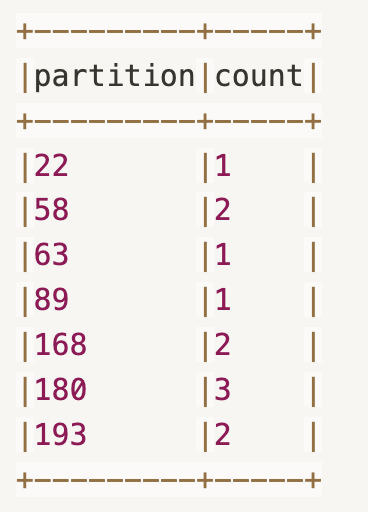 +---------+-----+
|partition|count|
+---------+-----+
|22       |1    |
|58       |2    |
|63       |1    |
|89       |1    |
|168      |2    |
|180      |3    |
|193      |2    |
+---------+-----+